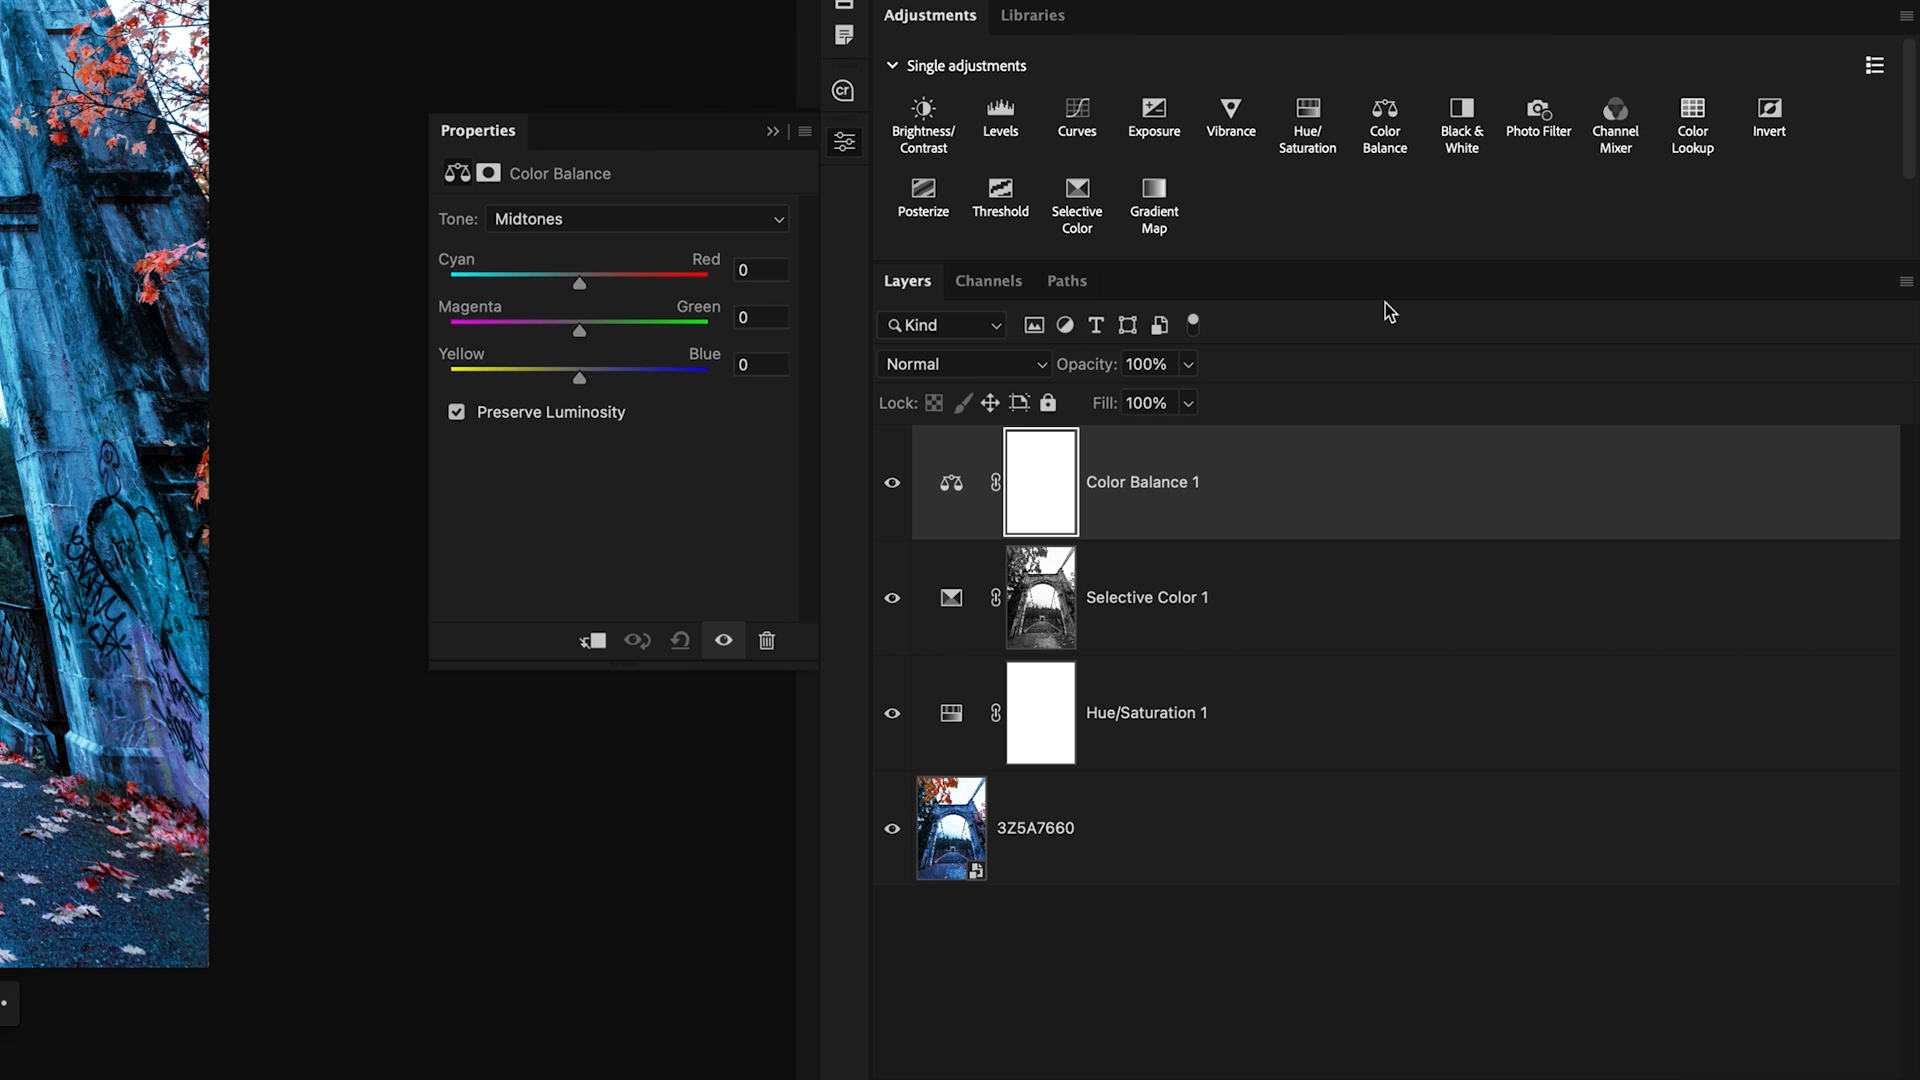 Adjustments
Libraries
Single adjustments
Brightness/
Contrast
Levels
Curves
Exposure
Vibrance
Hue/
Saturation
Color
Balance
Black &
White
Photo Filter
Channel
Mixer
Color
Lookup
Invert
Posterize
Threshold
Selective
Color
Gradient
Map
Properties
Color Balance
Tone: Midtones
Cyan Red 0
Magenta Green 0
Yellow Blue 0
Preserve Luminosity
Layers
Channels
Paths
Kind
Normal Opacity: 100%
Lock: Fill: 100%
Color Balance 1
Selective Color 1
Hue/Saturation 1
3Z5A7660